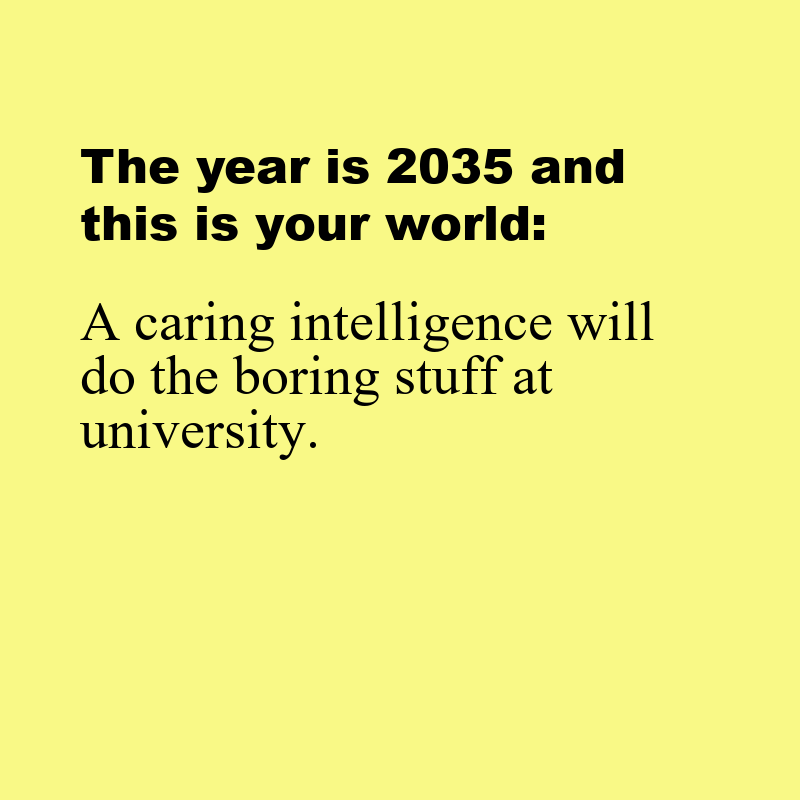 The year is 2035 and
this is your world:
A caring intelligence will
do the boring stuff at
university.